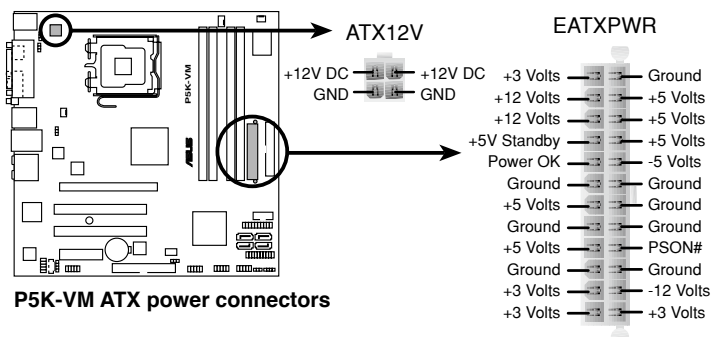 ATX12V
+12V DC +12V DC
GND GND
EATXPWR
+3 Volts Ground
+12 Volts +5 Volts
+12 Volts +5 Volts
+5V Standby +5 Volts
Power OK -5 Volts
Ground Ground
+5 Volts Ground
Ground Ground
+5 Volts PSON#
Ground Ground
+3 Volts -12 Volts
+3 Volts +3 Volts
P5K-VM
ASUS
P5K-VM ATX power connectors